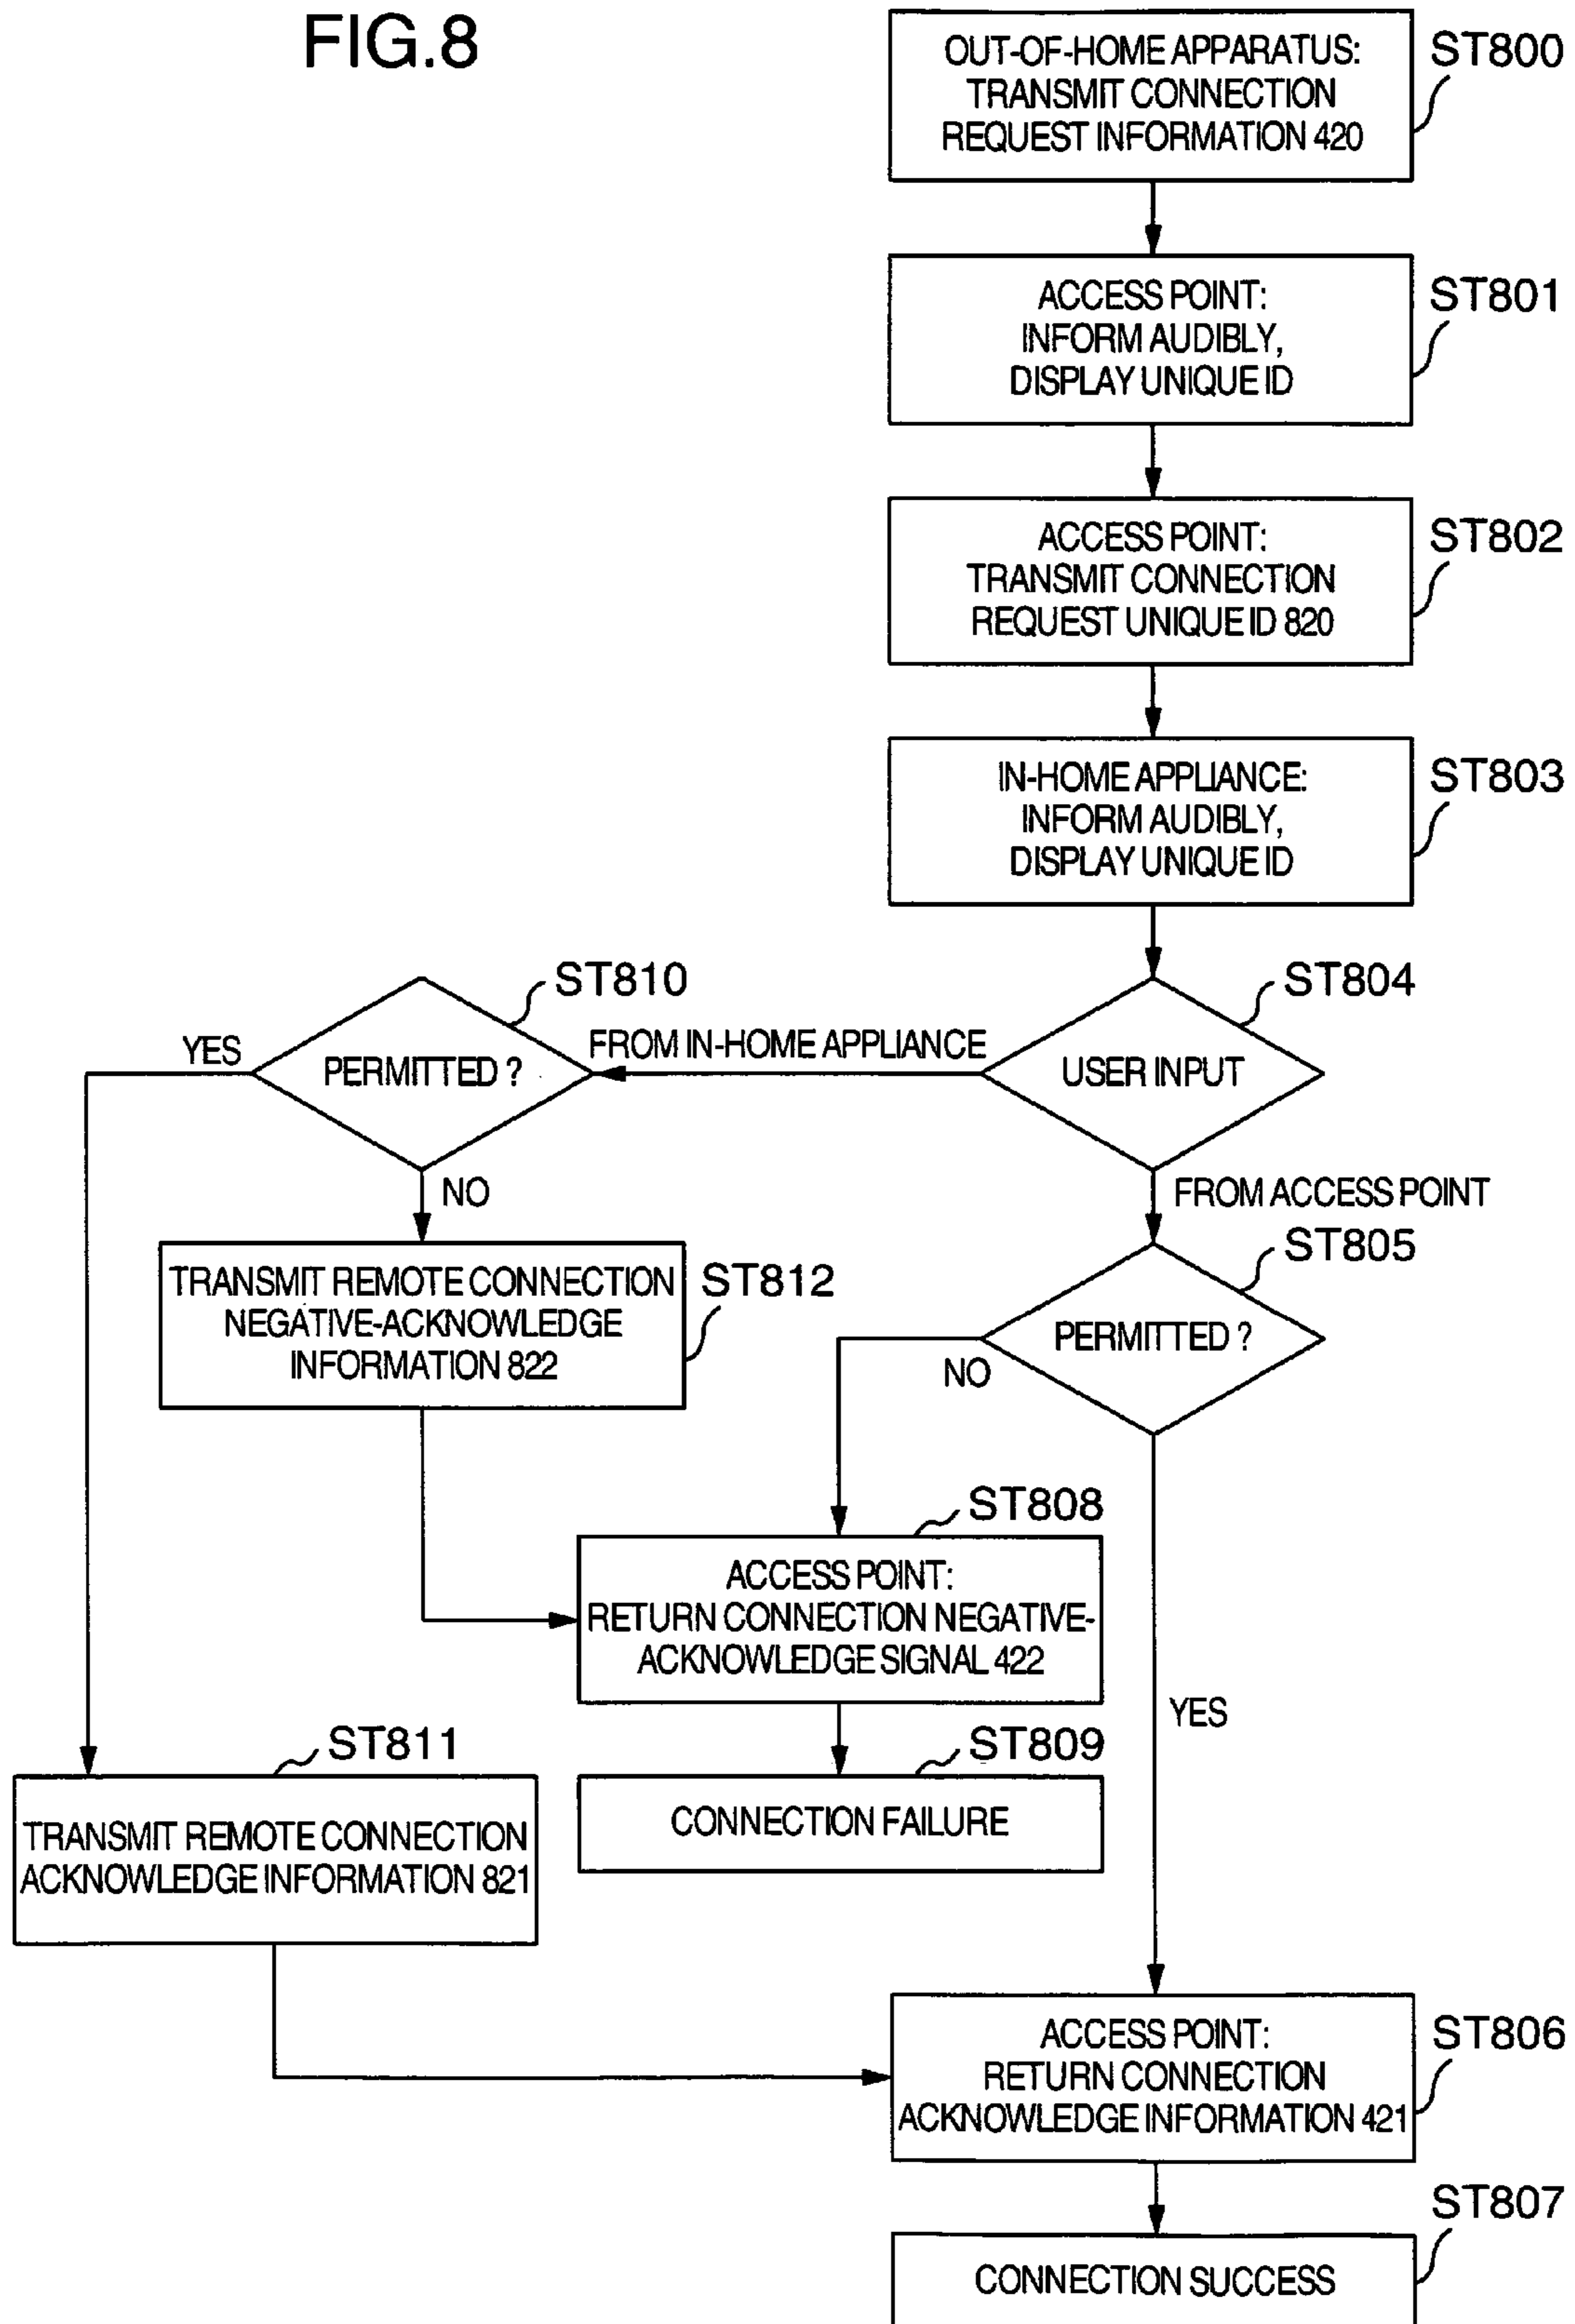 FIG.8
OUT-OF-HOME APPARATUS:
TRANSMIT CONNECTION
REQUEST INFORMATION 420
ST800
ACCESS POINT:
INFORM AUDIBLY,
DISPLAY UNIQUE ID
ST801
ACCESS POINT:
TRANSMIT CONNECTION
REQUEST UNIQUE ID 820
ST802
IN-HOME APPLIANCE:
INFORM AUDIBLY,
DISPLAY UNIQUE ID
ST803
ST810
ST804
YES
PERMITTED ?
FROM IN-HOME APPLIANCE
USER INPUT
NO
FROM ACCESS POINT
ST805
TRANSMIT REMOTE CONNECTION
NEGATIVE-ACKNOWLEDGE
INFORMATION 822
ST812
PERMITTED ?
NO
ST808
ACCESS POINT:
RETURN CONNECTION NEGATIVE-
ACKNOWLEDGE SIGNAL 422
YES
ST811
ST809
TRANSMIT REMOTE CONNECTION
ACKNOWLEDGE INFORMATION 821
CONNECTION FAILURE
ACCESS POINT:
RETURN CONNECTION
ACKNOWLEDGE INFORMATION 421
ST806
ST807
CONNECTION SUCCESS